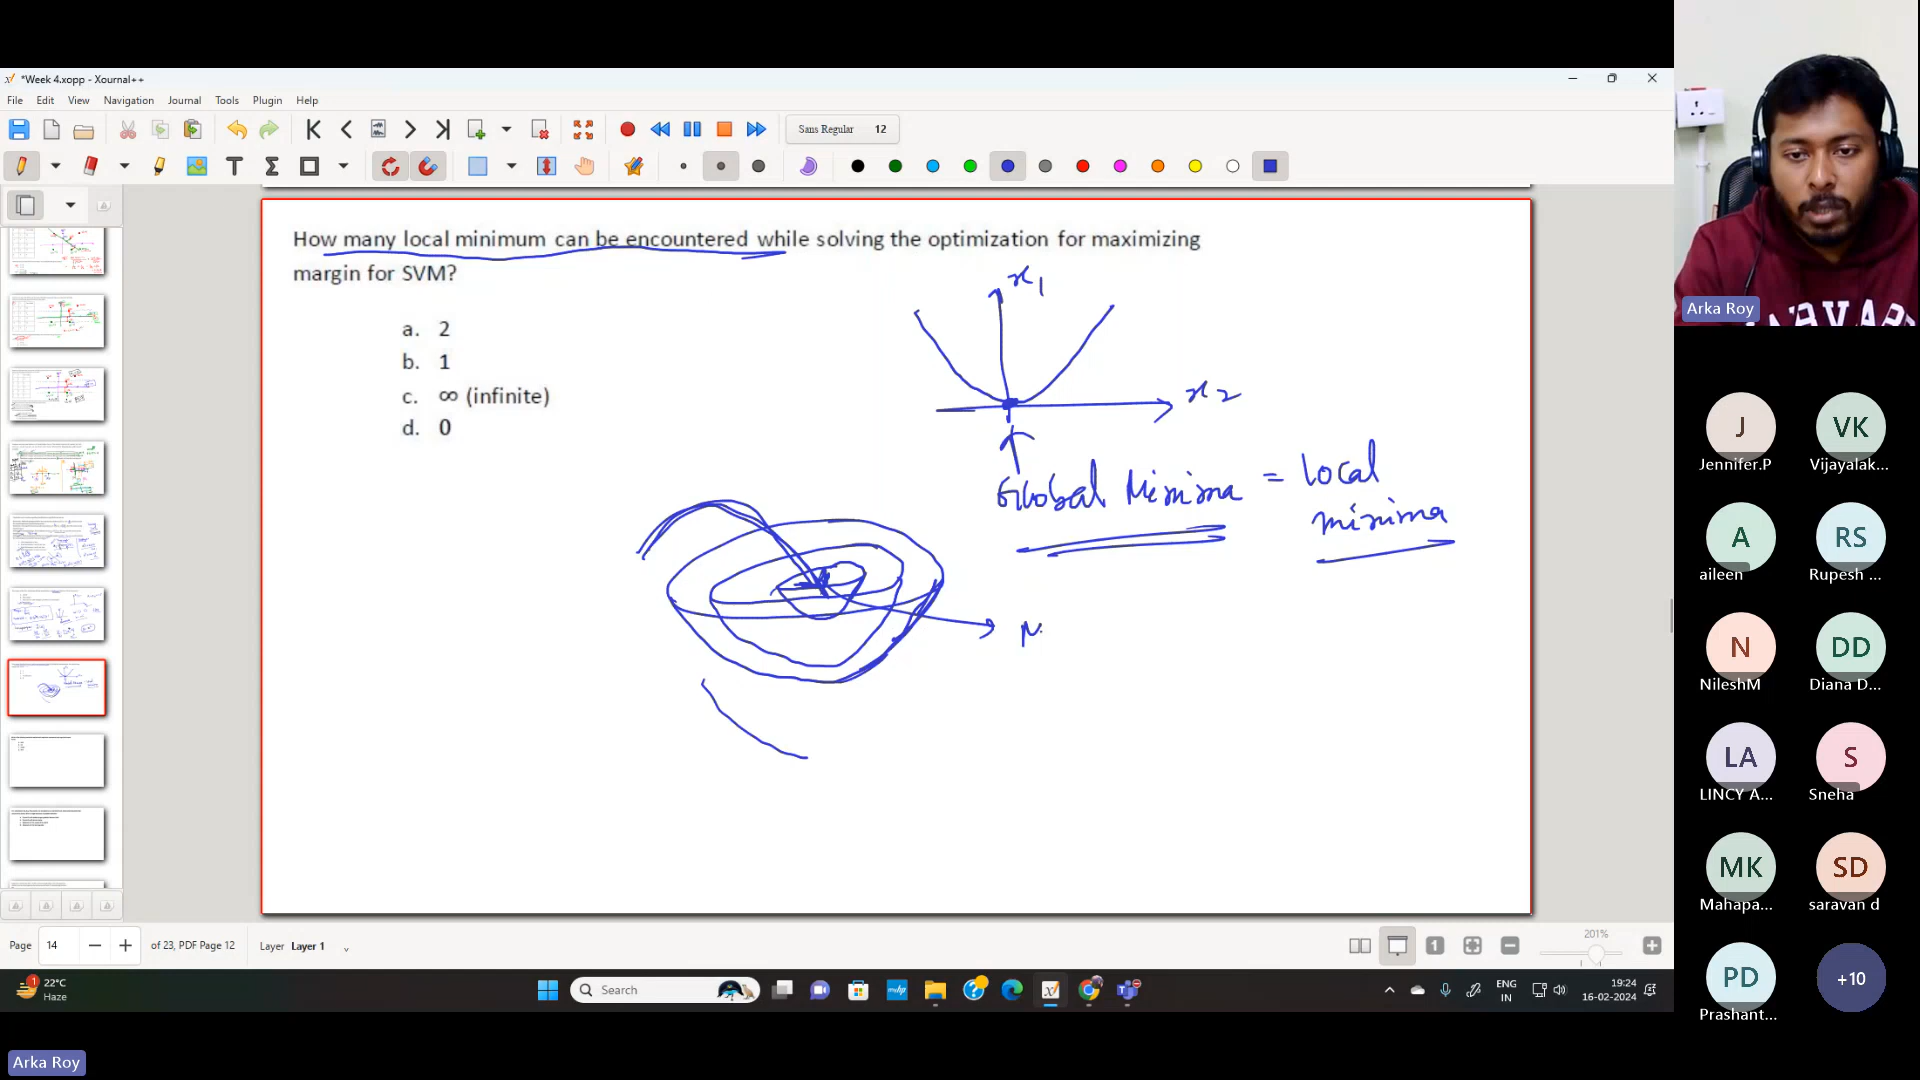 *Week 4.xopp - Xournal++
File Edit View Navigation Journal Tools Plugin Help
Sans Regular 12
How many local minimum can be encountered while solving the optimization for maximizing
margin for SVM?
a. 2
b. 1
c. ∞ (infinite)
d. 0
x1
x2
Global Minima = local
minima
Page 14 of 23, PDF Page 12 Layer Layer 1
201%
22°C
Haze
Search
ENG
IN
19:24
16-02-2024
Arka Roy
Arka Roy
J
Jennifer.P
VK
Vijayalak...
A
aileen
RS
Rupesh ...
N
NileshM
DD
Diana D...
LA
LINCY A...
S
Sneha
MK
Mahapa...
SD
saravan d
PD
Prashant...
+10